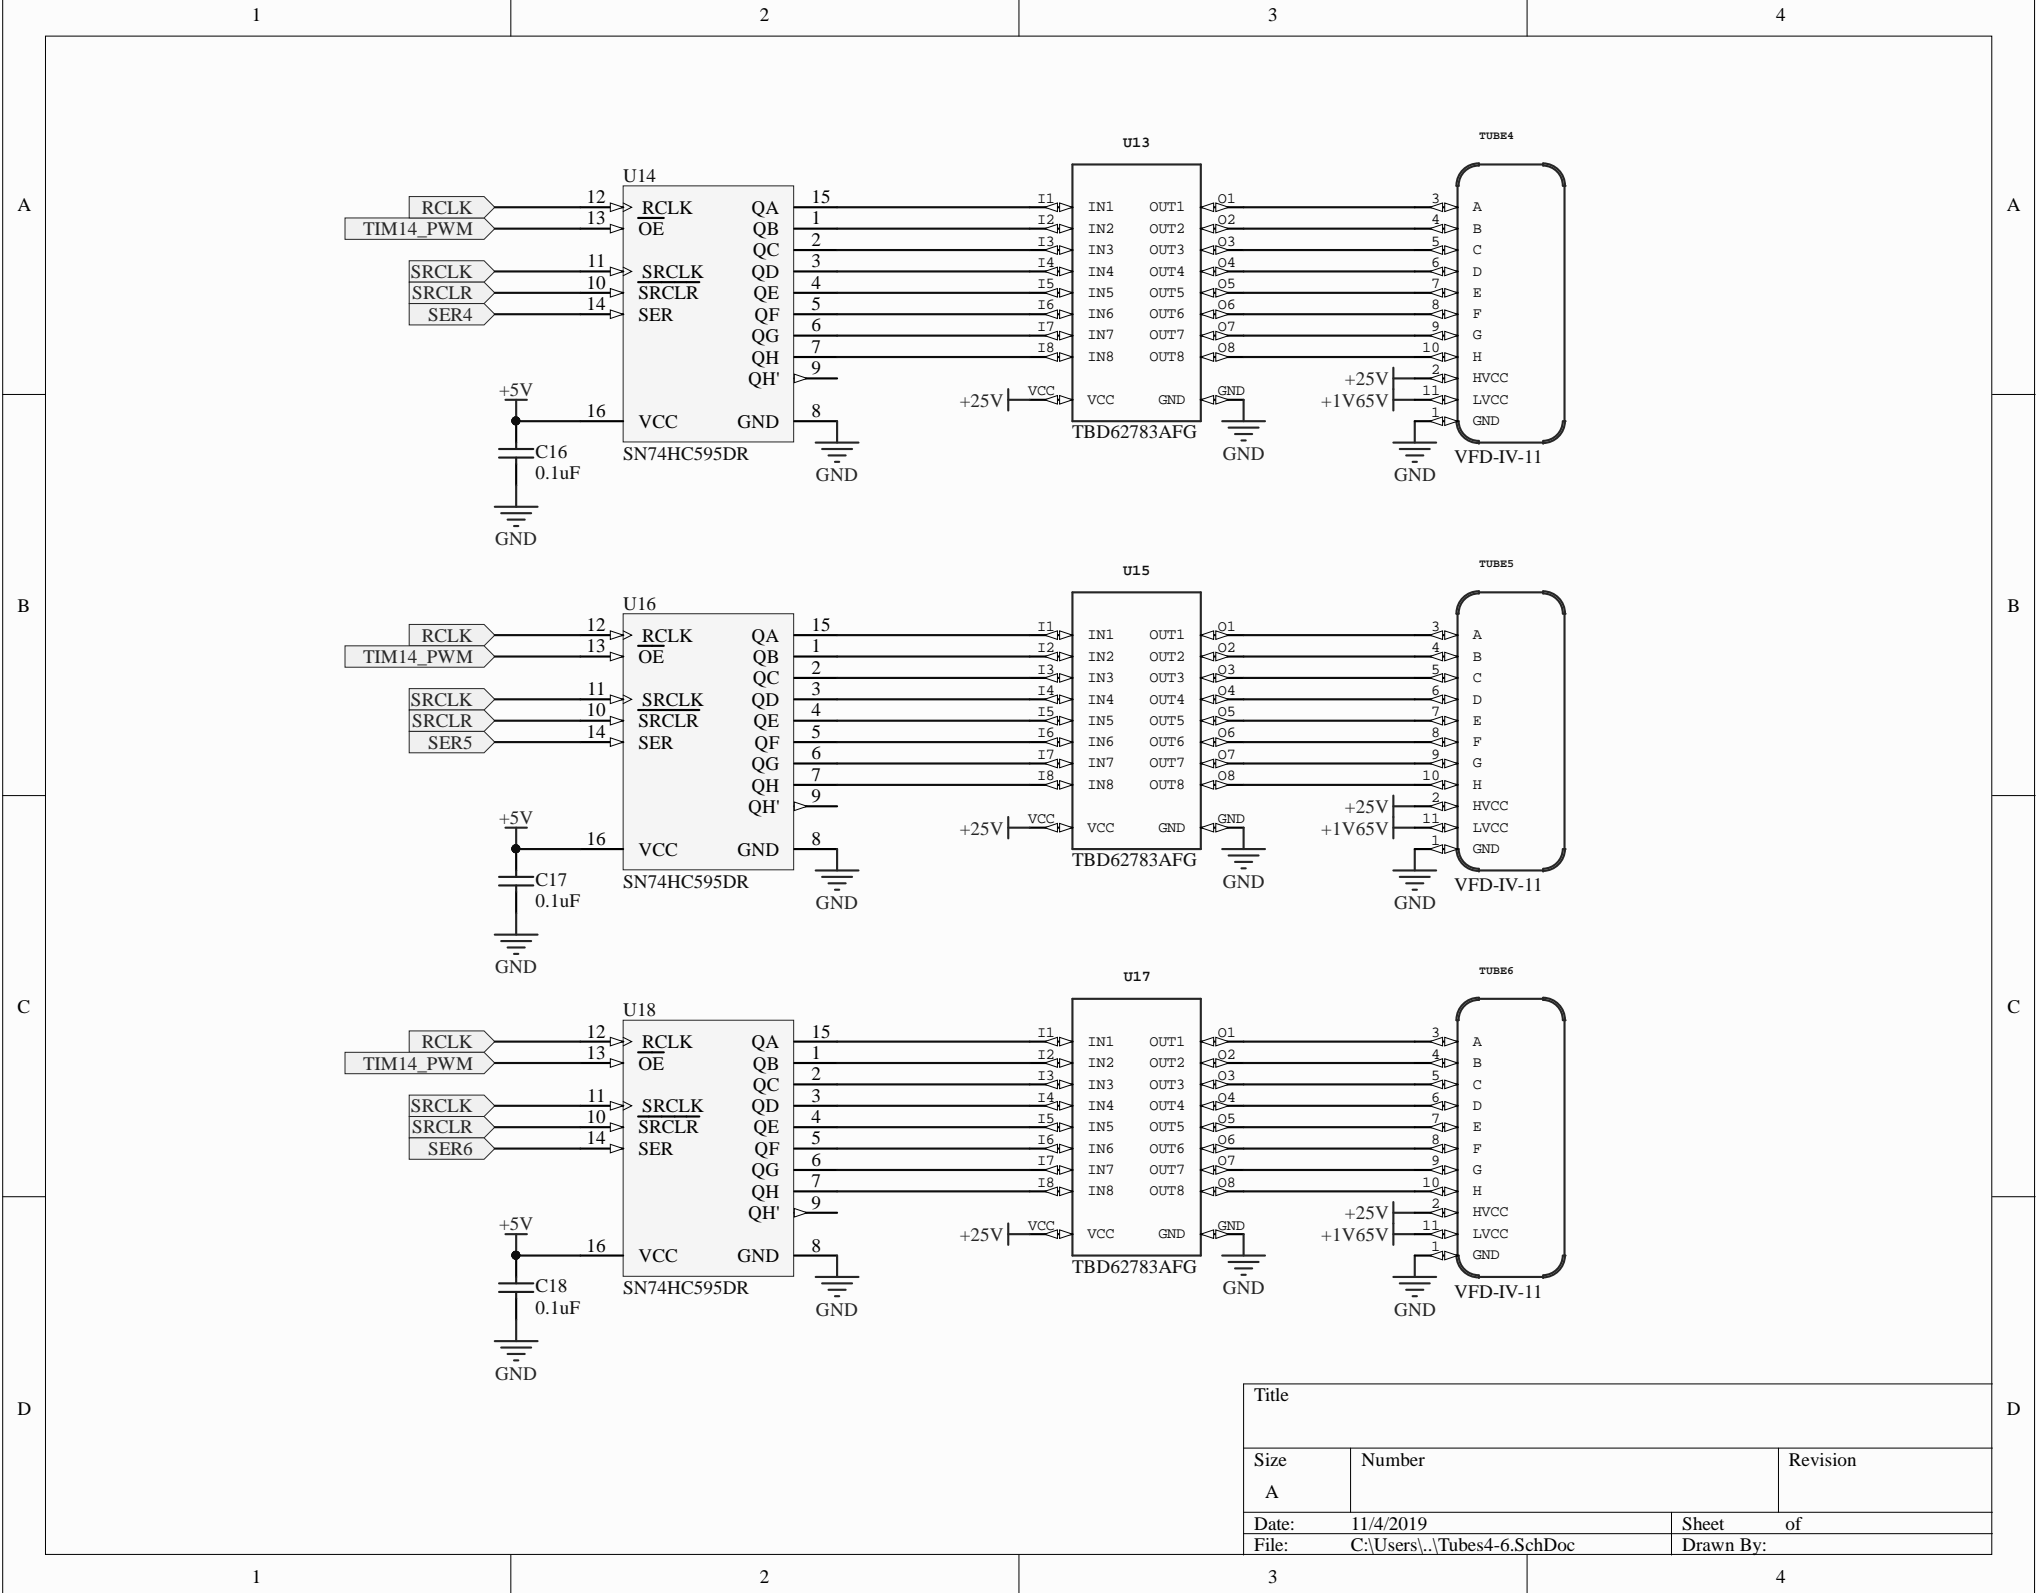 1 2 3 4
A A
B B
C C
D D
U14
RCLK 12 RCLK QA 15
TIM14_PWM 13 OE QB 1
QC 2
SRCLK 11 SRCLK QD 3
SRCLR 10 SRCLR QE 4
SER4 14 SER QF 5
QG 6
QH 7
QH' 9
+5V
16 VCC GND 8
SN74HC595DR
C16
0.1uF
GND
GND
U13
I1 IN1 OUT1 O1
I2 IN2 OUT2 O2
I3 IN3 OUT3 O3
I4 IN4 OUT4 O4
I5 IN5 OUT5 O5
I6 IN6 OUT6 O6
I7 IN7 OUT7 O7
I8 IN8 OUT8 O8
+25V VCC VCC GND GND
TBD62783AFG
GND
TUBE4
3 A
4 B
5 C
6 D
7 E
8 F
9 G
10 H
+25V 2 HVCC
+1V65V 11 LVCC
1 GND
VFD-IV-11
GND
U16
RCLK 12 RCLK QA 15
TIM14_PWM 13 OE QB 1
QC 2
SRCLK 11 SRCLK QD 3
SRCLR 10 SRCLR QE 4
SER5 14 SER QF 5
QG 6
QH 7
QH' 9
+5V
16 VCC GND 8
SN74HC595DR
C17
0.1uF
GND
GND
U15
I1 IN1 OUT1 O1
I2 IN2 OUT2 O2
I3 IN3 OUT3 O3
I4 IN4 OUT4 O4
I5 IN5 OUT5 O5
I6 IN6 OUT6 O6
I7 IN7 OUT7 O7
I8 IN8 OUT8 O8
+25V VCC VCC GND GND
TBD62783AFG
GND
TUBE5
3 A
4 B
5 C
6 D
7 E
8 F
9 G
10 H
+25V 2 HVCC
+1V65V 11 LVCC
1 GND
VFD-IV-11
GND
U18
RCLK 12 RCLK QA 15
TIM14_PWM 13 OE QB 1
QC 2
SRCLK 11 SRCLK QD 3
SRCLR 10 SRCLR QE 4
SER6 14 SER QF 5
QG 6
QH 7
QH' 9
+5V
16 VCC GND 8
SN74HC595DR
C18
0.1uF
GND
GND
U17
I1 IN1 OUT1 O1
I2 IN2 OUT2 O2
I3 IN3 OUT3 O3
I4 IN4 OUT4 O4
I5 IN5 OUT5 O5
I6 IN6 OUT6 O6
I7 IN7 OUT7 O7
I8 IN8 OUT8 O8
+25V VCC VCC GND GND
TBD62783AFG
GND
TUBE6
3 A
4 B
5 C
6 D
7 E
8 F
9 G
10 H
+25V 2 HVCC
+1V65V 11 LVCC
1 GND
VFD-IV-11
GND
Title
Size Number Revision
A
Date: 11/4/2019 Sheet of
File: C:\Users\..\Tubes4-6.SchDoc Drawn By:
1 2 3 4